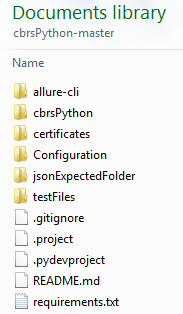 Documents library
cbrsPython-master
Name
allure-cli
cbrsPython
certificates
Configuration
jsonExpectedFolder
testFiles
.gitignore
.project
.pydevproject
README.md
requirements.txt